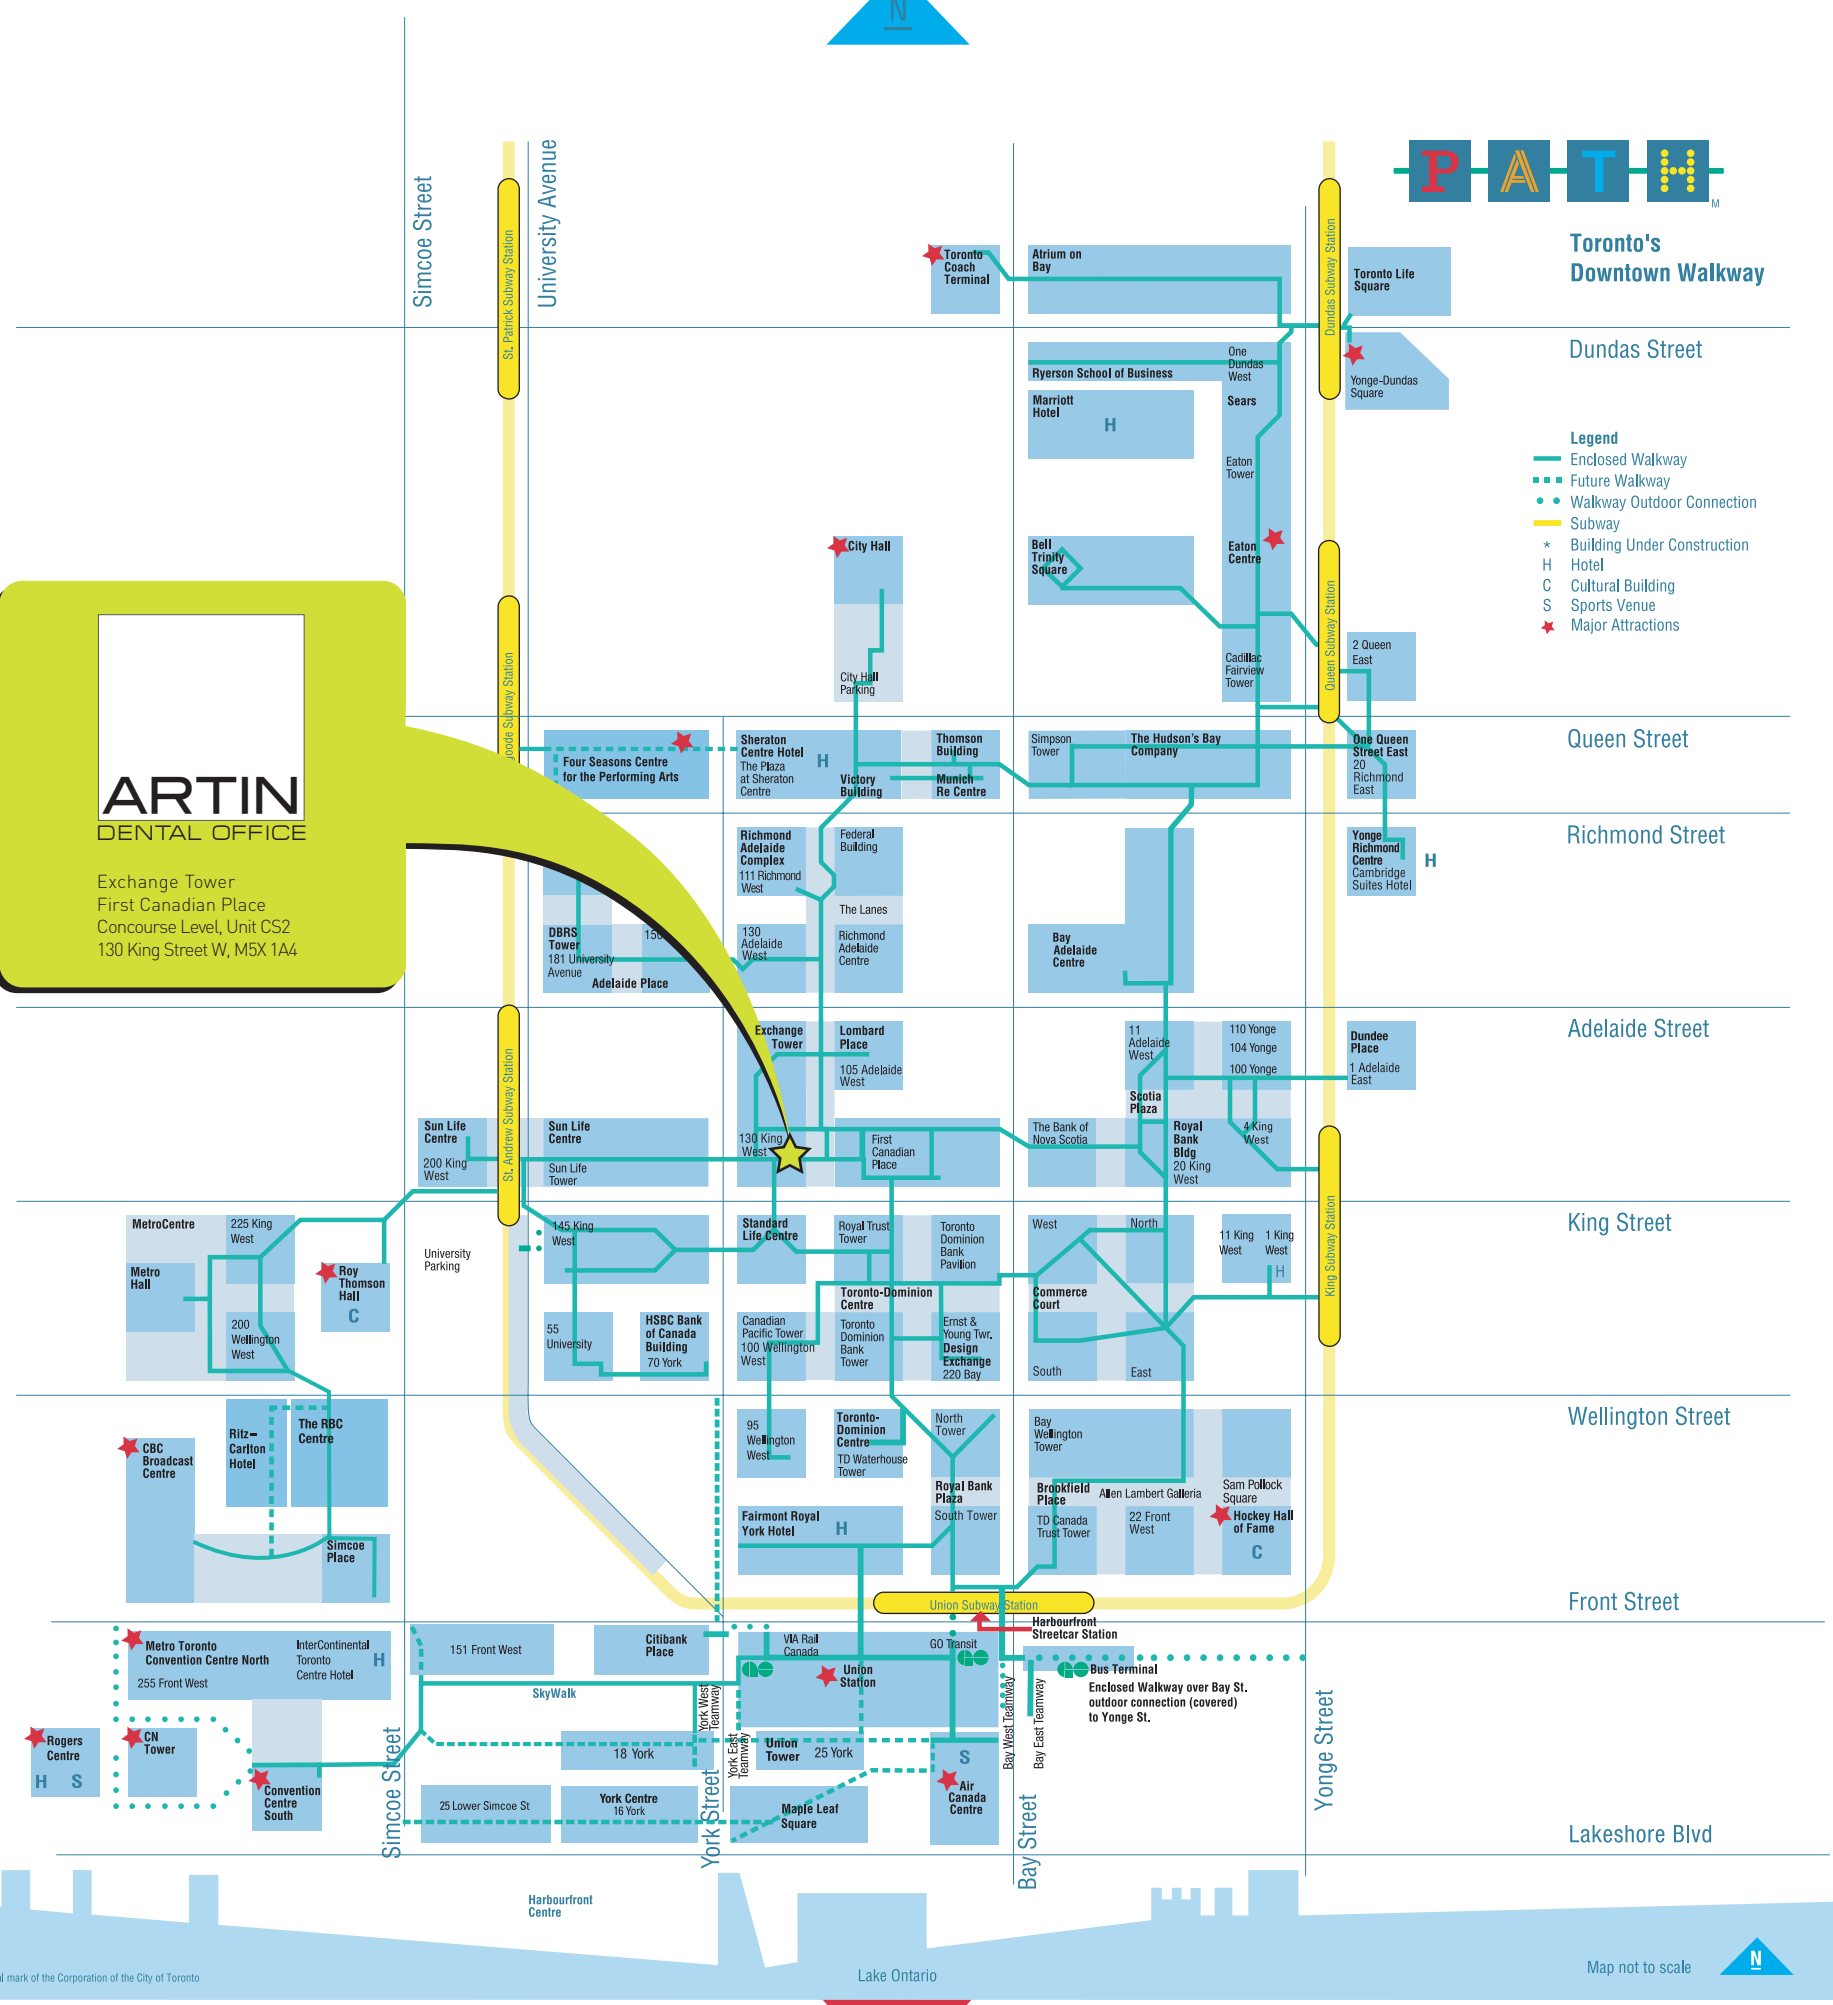 N
Simcoe Street
University Avenue
St. Patrick Subway Station
Dundas Subway Station
P A T H
M
Toronto's
Downtown Walkway
Toronto
Coach
Terminal
Atrium on
Bay
Toronto Life
Square
Dundas Street
Ryerson School of Business
One
Dundas
West
Yonge-Dundas
Square
Marriott
Hotel
H
Sears
Eaton
Tower
Legend
Enclosed Walkway
Future Walkway
Walkway Outdoor Connection
Subway
* Building Under Construction
H Hotel
C Cultural Building
S Sports Venue
Major Attractions
City Hall
City Hall
Parking
Bell
Trinity
Square
Eaton
Centre
Queen Subway Station
2 Queen
East
Cadillac
Fairview
Tower
oode Subway Station
ARTIN
DENTAL OFFICE
Exchange Tower
First Canadian Place
Concourse Level, Unit CS2
130 King Street W, M5X 1A4
Queen Street
Four Seasons Centre
for the Performing Arts
Sheraton
Centre Hotel
The Plaza
at Sheraton
Centre
H
Victory
Building
Thomson
Building
Munich
Re Centre
Simpson
Tower
The Hudson's Bay
Company
One Queen
Street East
20
Richmond
East
Richmond Street
Richmond
Adelaide
Complex
111 Richmond
West
Federal
Building
The Lanes
Yonge
Richmond
Centre
Cambridge
Suites Hotel
H
DBRS
Tower
181 University
Avenue
Adelaide Place
130
Adelaide
West
Richmond
Adelaide
Centre
Bay
Adelaide
Centre
Adelaide Street
St. Andrew Subway Station
Exchange
Tower
Lombard
Place
105 Adelaide
West
11
Adelaide
West
110 Yonge
104 Yonge
100 Yonge
Dundee
Place
1 Adelaide
East
Scotia
Plaza
Sun Life
Centre
200 King
West
Sun Life
Centre
Sun Life
Tower
130 King
West
First
Canadian
Place
The Bank of
Nova Scotia
Royal
Bank
Bldg
20 King
West
4 King
West
King Subway Station
King Street
MetroCentre
225 King
West
Metro
Hall
Roy
Thomson
Hall
C
200
Wellington
West
University
Parking
145 King
West
Standard
Life Centre
Royal Trust
Tower
Toronto
Dominion
Bank
Pavilion
West
North
11 King
West
1 King
West
H
Toronto-Dominion
Centre
Commerce
Court
55
University
HSBC Bank
of Canada
Building
70 York
Canadian
Pacific Tower
100 Wellington
West
Toronto
Dominion
Bank
Tower
Ernst &
Young Twr.
Design
Exchange
220 Bay
South
East
Wellington Street
CBC
Broadcast
Centre
Ritz–
Carlton
Hotel
The RBC
Centre
Simcoe
Place
95
Wellington
West
Toronto-
Dominion
Centre
TD Waterhouse
Tower
North
Tower
Royal Bank
Plaza
South Tower
Bay
Wellington
Tower
Brookfield
Place
Allen Lambert Galleria
Sam Pollock
Square
TD Canada
Trust Tower
22 Front
West
Hockey Hall
of Fame
C
Fairmont Royal
York Hotel
H
Union Subway Station
Front Street
Harbourfront
Streetcar Station
Metro Toronto
Convention Centre North
255 Front West
InterContinental
Toronto
Centre Hotel
H
151 Front West
Citibank
Place
VIA Rail
Canada
GO Transit
Union
Station
SkyWalk
York West
Teamway
York East
Teamway
Bay West Teamway
Bay East Teamway
Bus Terminal
Enclosed Walkway over Bay St.
outdoor connection (covered)
to Yonge St.
Rogers
Centre
H S
CN
Tower
Convention
Centre
South
18 York
Union
Tower
25 York
S
Air
Canada
Centre
25 Lower Simcoe St
York Centre
16 York
Maple Leaf
Square
Simcoe Street
York Street
Bay Street
Yonge Street
Lakeshore Blvd
Harbourfront
Centre
Lake Ontario
mark of the Corporation of the City of Toronto
Map not to scale
N